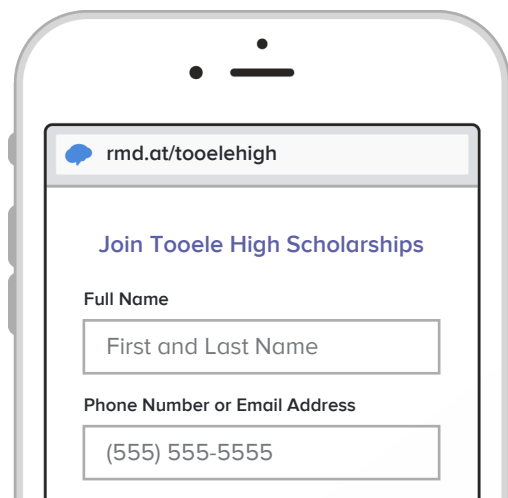 rmd.at/tooelehigh
Join Tooele High Scholarships
Full Name
First and Last Name
Phone Number or Email Address
(555) 555-5555